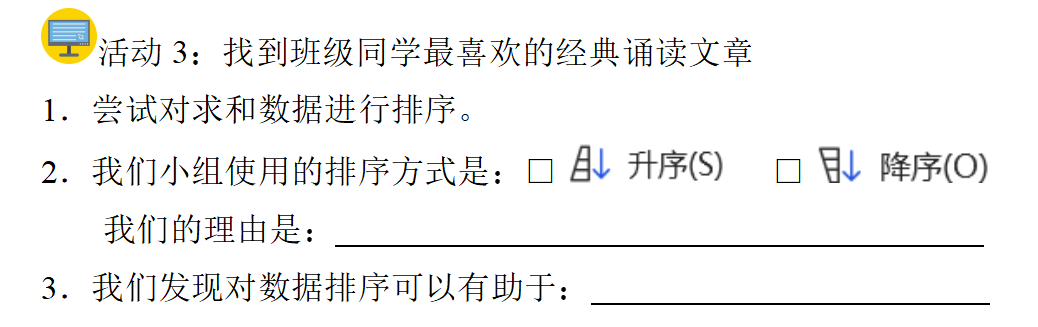 活动 3：找到班级同学最喜欢的经典诵读文章
1．尝试对求和数据进行排序。
2．我们小组使用的排序方式是：□ 升序(S) □ 降序(O)
我们的理由是：
3．我们发现对数据排序可以有助于：